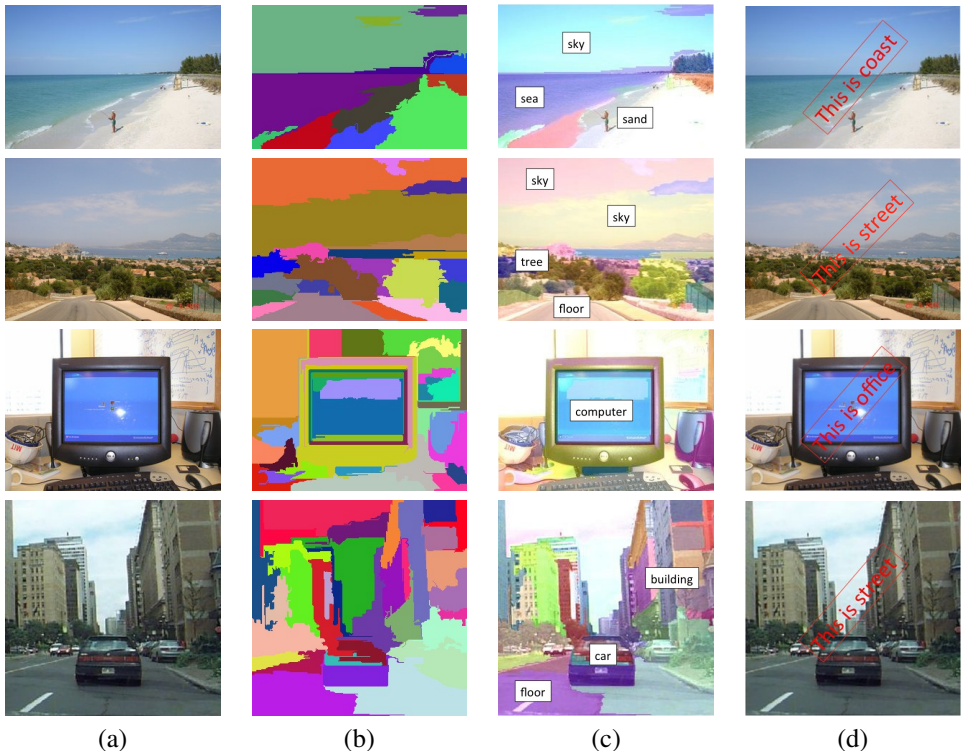 sky
sea
sand
This is coast
sky
sky
tree
floor
This is street
computer
This is office
building
car
floor
This is street
(a) (b) (c) (d)